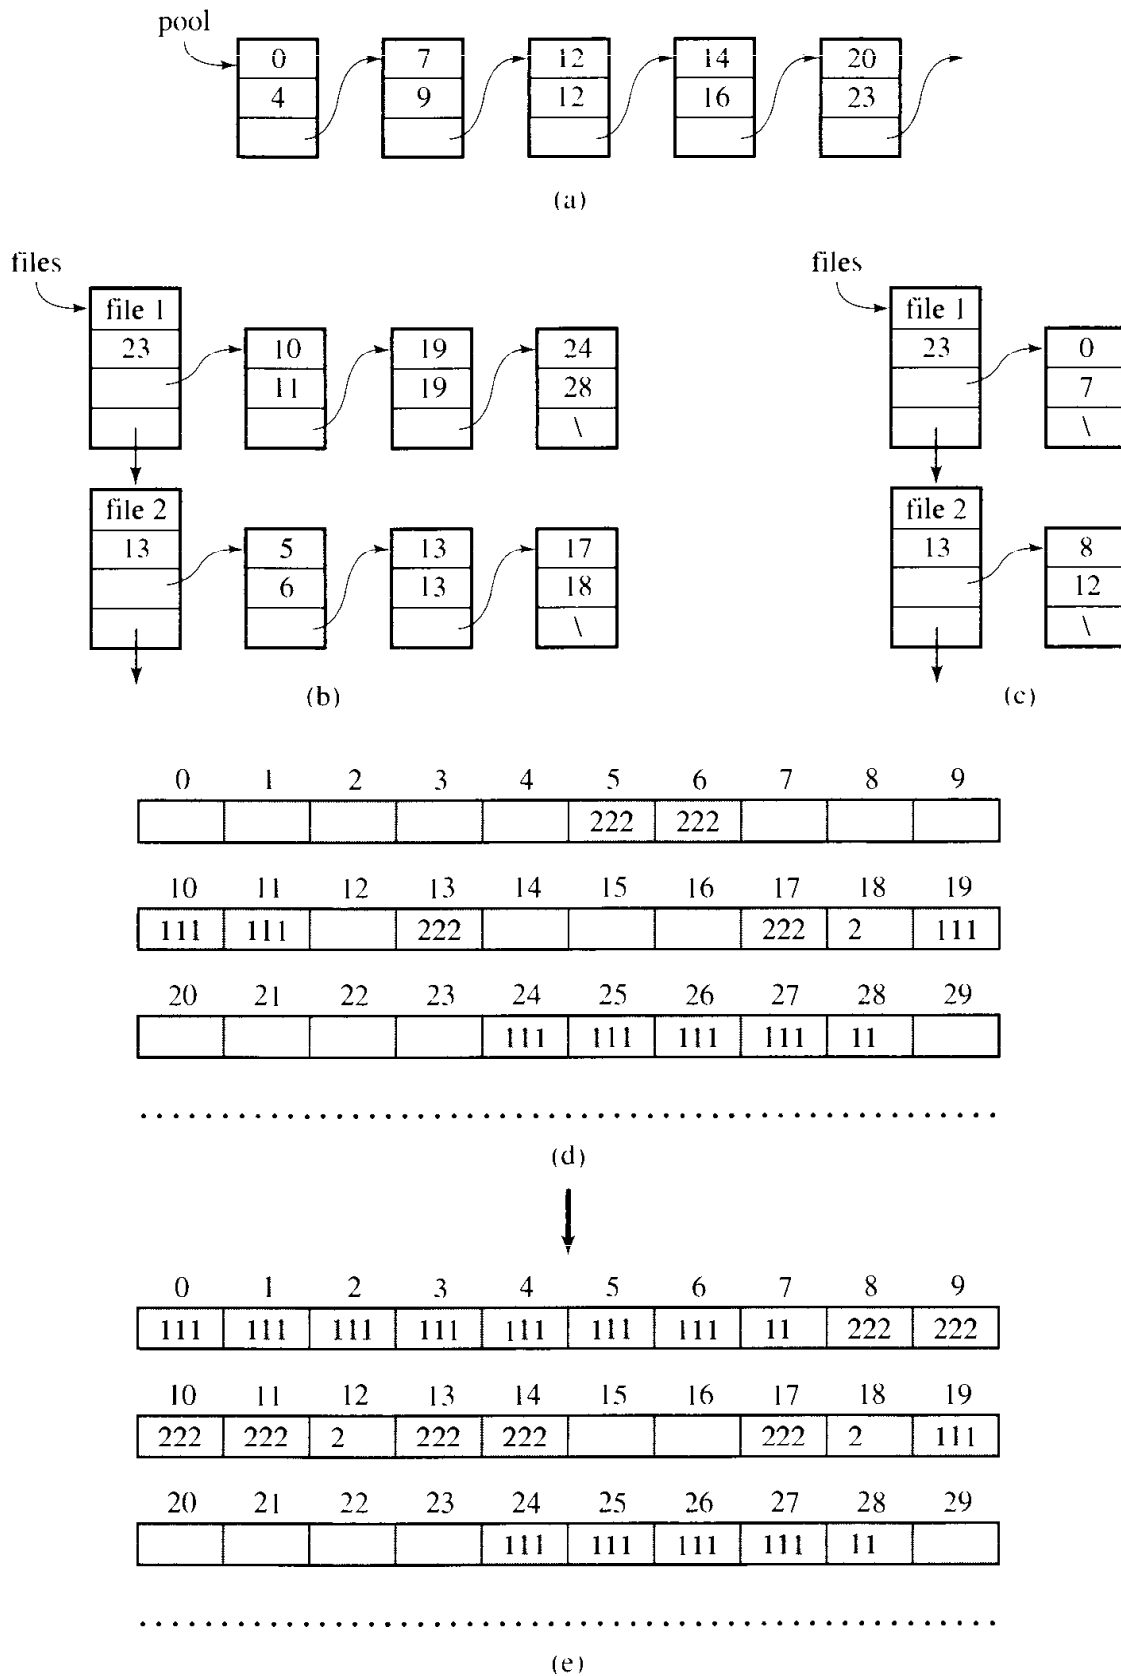 pool
0 7 12 14 20
4 9 12 16 23
(a)
files files
file 1 file 1
23 10 19 24 23 0
11 19 28 7
\ \
file 2 file 2
13 5 13 17 13 8
6 13 18 12
\ \
(b) (c)
0 1 2 3 4 5 6 7 8 9
222 222
10 11 12 13 14 15 16 17 18 19
111 111 222 222 2 111
20 21 22 23 24 25 26 27 28 29
111 111 111 111 11
(d)
0 1 2 3 4 5 6 7 8 9
111 111 111 111 111 111 111 11 222 222
10 11 12 13 14 15 16 17 18 19
222 222 2 222 222 222 2 111
20 21 22 23 24 25 26 27 28 29
111 111 111 111 11
(e)